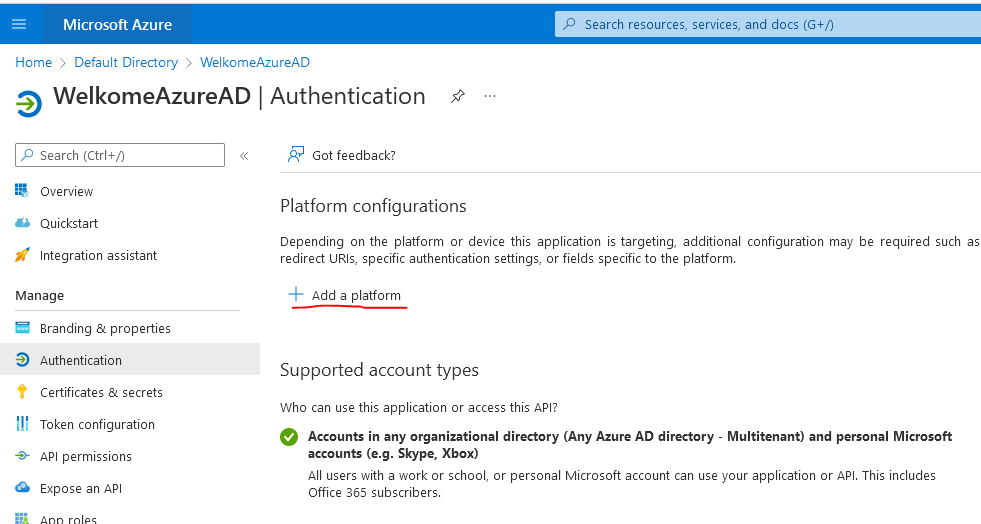 Microsoft Azure
Search resources, services, and docs (G+/)
Home > Default Directory > WelkomeAzureAD
WelkomeAzureAD | Authentication
Search (Ctrl+/)
«
Got feedback?
Overview
Quickstart
Integration assistant
Manage
Branding & properties
Authentication
Certificates & secrets
Token configuration
API permissions
Expose an API
App roles
Platform configurations
Depending on the platform or device this application is targeting, additional configuration may be required such as
redirect URIs, specific authentication settings, or fields specific to the platform.
Add a platform
Supported account types
Who can use this application or access this API?
Accounts in any organizational directory (Any Azure AD directory - Multitenant) and personal Microsoft
accounts (e.g. Skype, Xbox)
All users with a work or school, or personal Microsoft account can use your application or API. This includes
Office 365 subscribers.